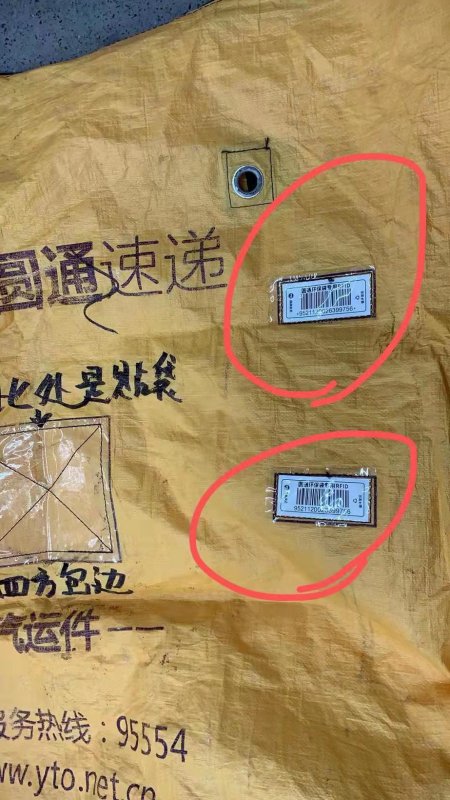 圆通速递
圆通环保袋专用RFID
此处是贴袋
圆通环保袋专用RFID
四方包边
汽运件——
服务热线：95554
www.yto.net.cn